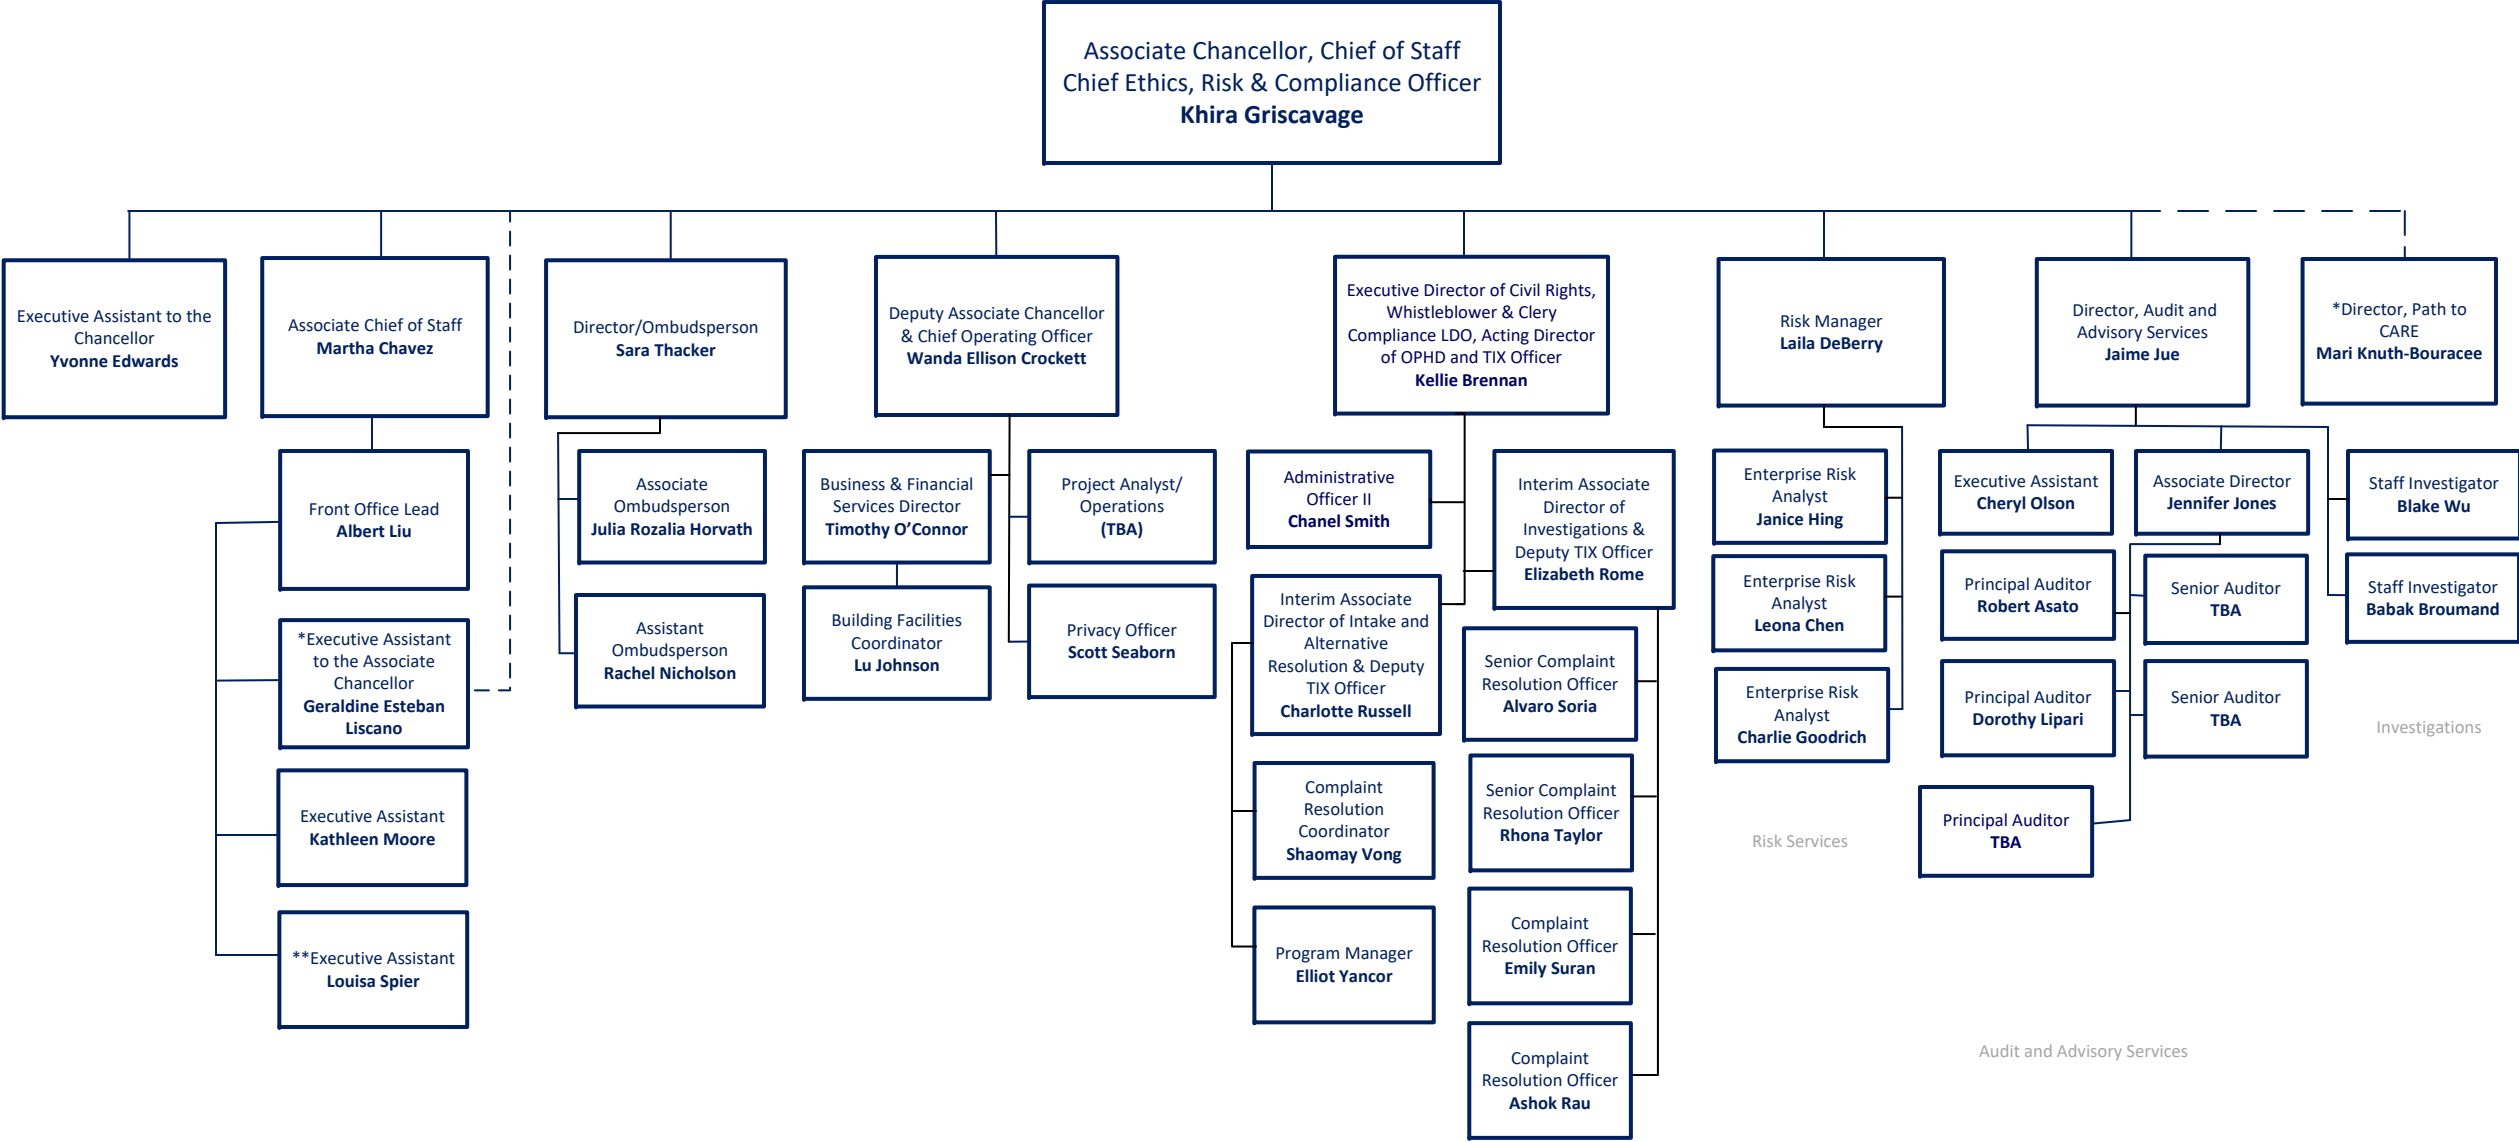 Associate Chancellor, Chief of Staff
Chief Ethics, Risk & Compliance Officer
Khira Griscavage
Executive Assistant to the
Chancellor
Yvonne Edwards
Associate Chief of Staff
Martha Chavez
Director/Ombudsperson
Sara Thacker
Deputy Associate Chancellor
& Chief Operating Officer
Wanda Ellison Crockett
Executive Director of Civil Rights,
Whistleblower & Clery
Compliance LDO, Acting Director
of OPHD and TIX Officer
Kellie Brennan
Risk Manager
Laila DeBerry
Director, Audit and
Advisory Services
Jaime Jue
*Director, Path to
CARE
Mari Knuth-Bouracee
Front Office Lead
Albert Liu
*Executive Assistant
to the Associate
Chancellor
Geraldine Esteban
Liscano
Executive Assistant
Kathleen Moore
**Executive Assistant
Louisa Spier
Associate
Ombudsperson
Julia Rozalia Horvath
Assistant
Ombudsperson
Rachel Nicholson
Business & Financial
Services Director
Timothy O’Connor
Building Facilities
Coordinator
Lu Johnson
Project Analyst/
Operations
(TBA)
Privacy Officer
Scott Seaborn
Administrative
Officer II
Chanel Smith
Interim Associate
Director of Intake and
Alternative
Resolution & Deputy
TIX Officer
Charlotte Russell
Complaint
Resolution
Coordinator
Shaomay Vong
Program Manager
Elliot Yancor
Interim Associate
Director of
Investigations &
Deputy TIX Officer
Elizabeth Rome
Senior Complaint
Resolution Officer
Alvaro Soria
Senior Complaint
Resolution Officer
Rhona Taylor
Complaint
Resolution Officer
Emily Suran
Complaint
Resolution Officer
Ashok Rau
Enterprise Risk
Analyst
Janice Hing
Enterprise Risk
Analyst
Leona Chen
Enterprise Risk
Analyst
Charlie Goodrich
Risk Services
Executive Assistant
Cheryl Olson
Associate Director
Jennifer Jones
Principal Auditor
Robert Asato
Senior Auditor
TBA
Principal Auditor
Dorothy Lipari
Senior Auditor
TBA
Principal Auditor
TBA
Audit and Advisory Services
Staff Investigator
Blake Wu
Staff Investigator
Babak Broumand
Investigations